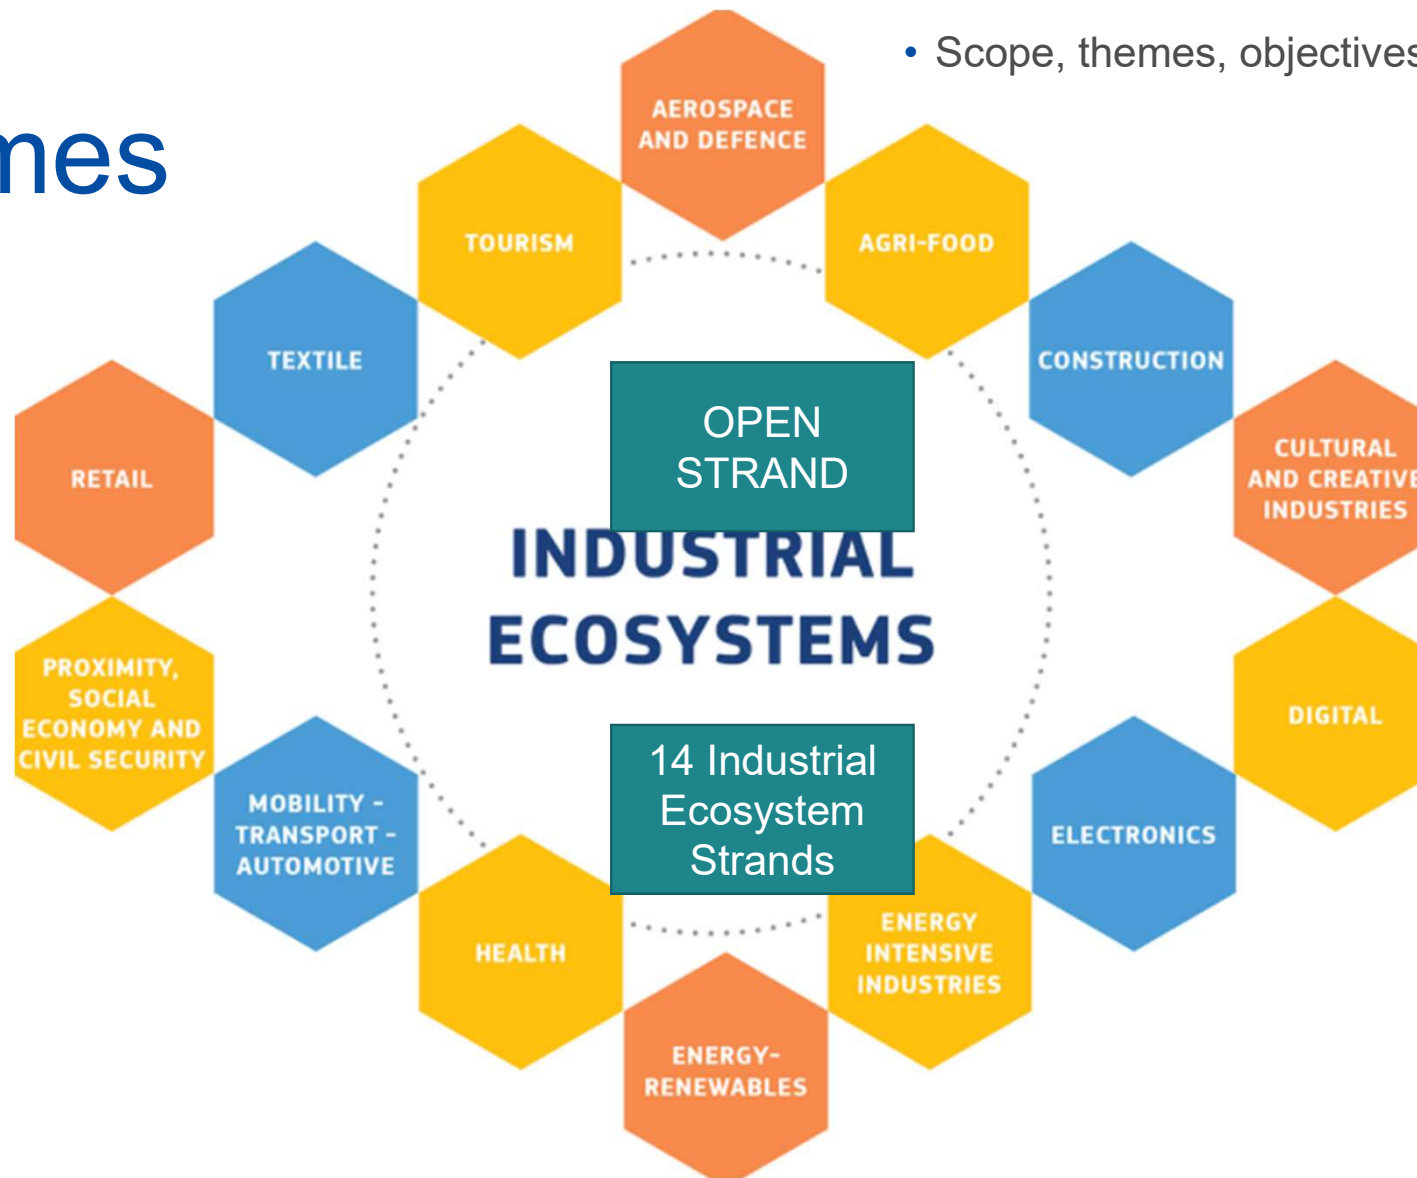 • Scope, themes, objectives
mes
AEROSPACE
AND DEFENCE
TOURISM
AGRI-FOOD
TEXTILE
CONSTRUCTION
RETAIL
CULTURAL
AND CREATIVE
INDUSTRIES
OPEN
STRAND
INDUSTRIAL
ECOSYSTEMS
PROXIMITY,
SOCIAL
ECONOMY AND
CIVIL SECURITY
DIGITAL
14 Industrial
Ecosystem
Strands
MOBILITY -
TRANSPORT -
AUTOMOTIVE
ELECTRONICS
HEALTH
ENERGY
INTENSIVE
INDUSTRIES
ENERGY-
RENEWABLES